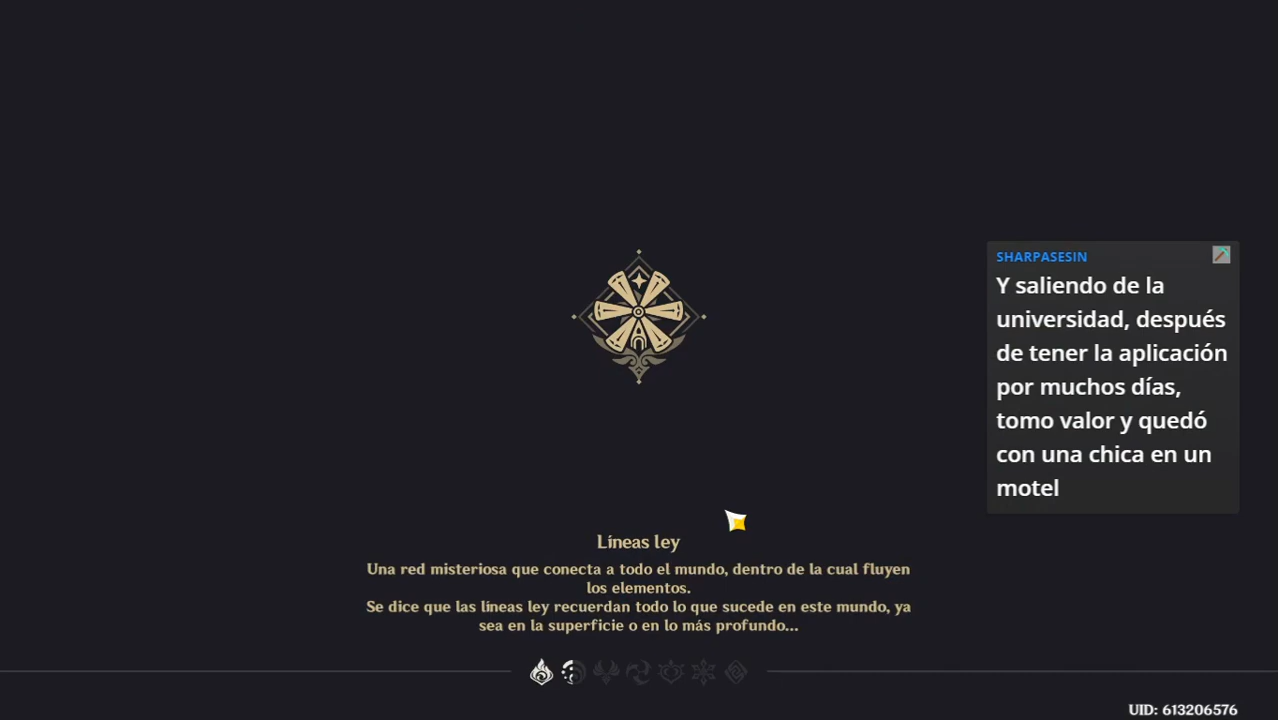 SHARPASESIN
Y saliendo de la
universidad, después
de tener la aplicación
por muchos días,
tomo valor y quedó
con una chica en un
motel
Líneas ley
Una red misteriosa que conecta a todo el mundo, dentro de la cual fluyen
los elementos.
Se dice que las líneas ley recuerdan todo lo que sucede en este mundo, ya
sea en la superficie o en lo más profundo...
UID: 613206576